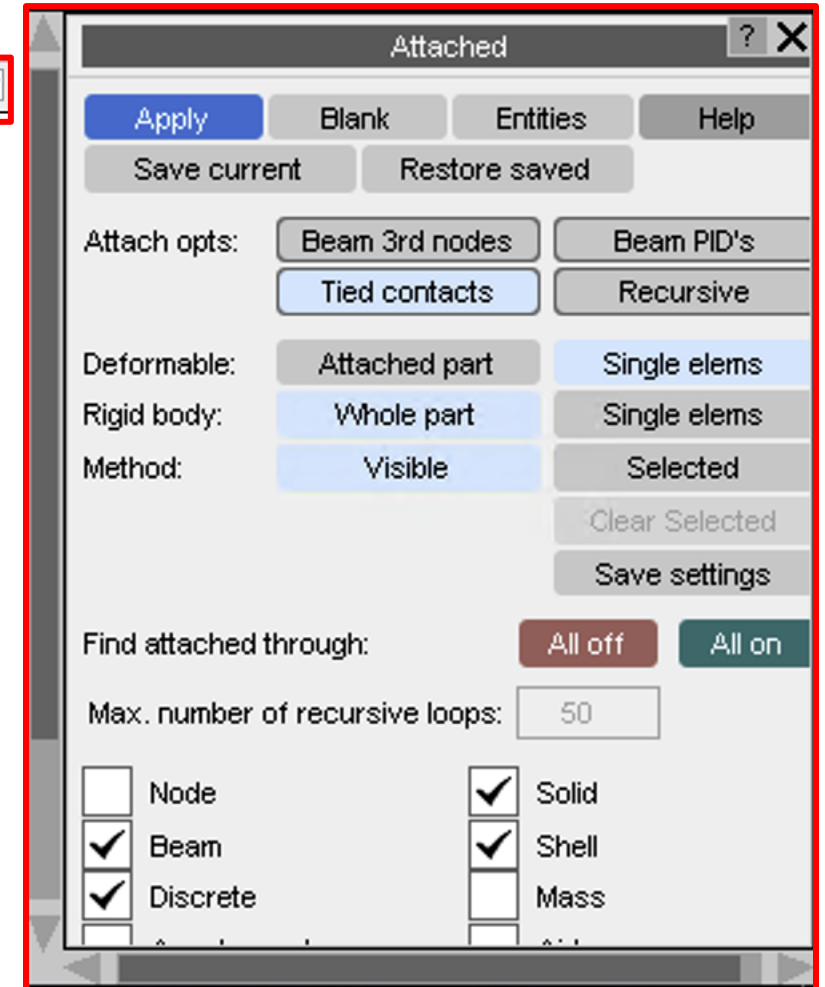 Attached ?
Apply Blank Entities Help
Save current Restore saved
Attach opts: Beam 3rd nodes Beam PID's
Tied contacts Recursive
Deformable: Attached part Single elems
Rigid body: Whole part Single elems
Method: Visible Selected
Clear Selected
Save settings
Find attached through: All off All on
Max. number of recursive loops: 50
Node Solid
Beam Shell
Discrete Mass